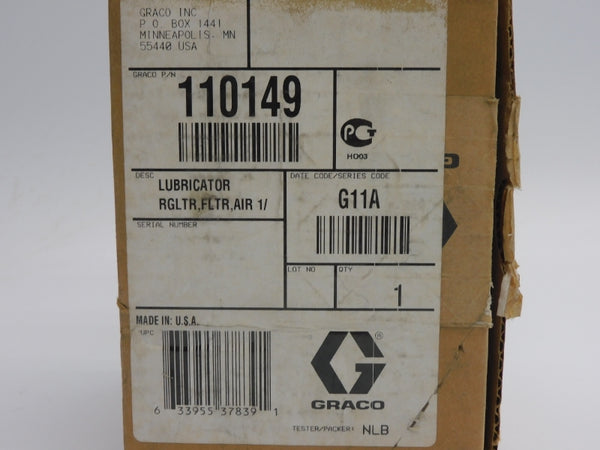 GRACO INC
P.O. BOX 1441
MINNEAPOLIS, MN
55440 USA
GRACO P/N
110149
PCT
HO03
DESC
LUBRICATOR
RGLTR,FLTR,AIR 1/
DATE CODE/SERIES CODE
G11A
SERIAL NUMBER
LOT NO
QTY
1
MADE IN: U.S.A.
UPC
6 33955 37839 1
®
GRACO
TESTER/PACKER: NLB